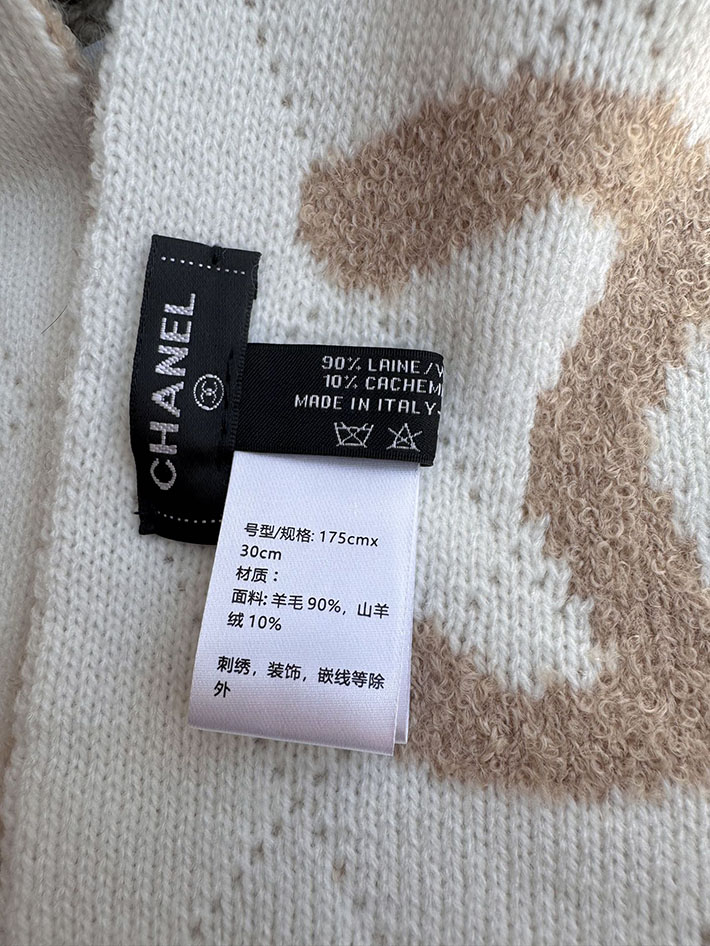 CHANEL
90% LAINE/
10% CACHEM
MADE IN ITALY
号型/规格: 175cmx
30cm
材质：
面料: 羊毛 90%，山羊
绒 10%
刺绣，装饰，嵌线等除
外